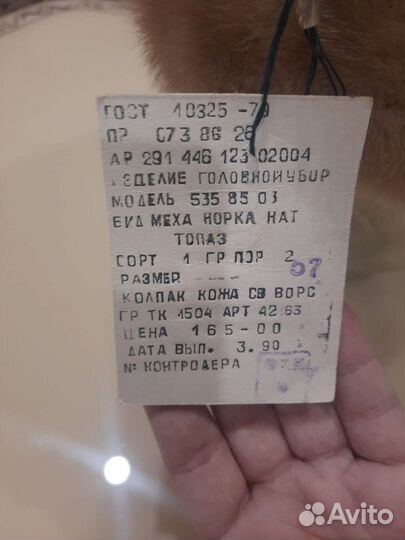 ГОСТ 10325-79
ПР 073 86 26
АР 291 446 123 02004
ЗДЕЛИЕ ГОЛОВНОЙ УБОР
МОДЕЛЬ 535 85 03
ВИД МЕХА НОРКА НАТ
ТОПАЗ
СОРТ 1 ГР ПОР 2
РАЗМЕР ---- 57
КОЛПАК КОЖА СВ ВОРС
ГР ТК 1504 АРТ 42.63
ЦЕНА 165-00
ДАТА ВЫП. 3.90
№ КОНТРОЛЕРА
Avito